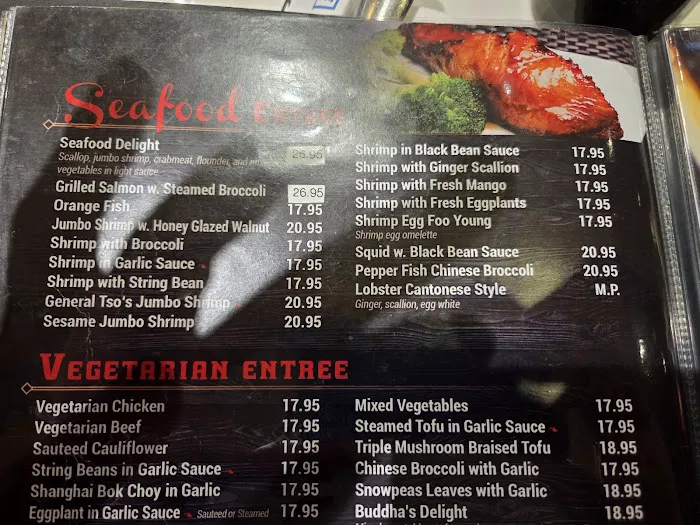 Seafood Entree
Seafood Delight 25.95
Scallop, jumbo shrimp, crabmeat, flounder, and
vegetables in light sauce
Grilled Salmon w. Steamed Broccoli 26.95
Orange Fish 17.95
Jumbo Shrimp w. Honey Glazed Walnut 20.95
Shrimp with Broccoli 17.95
Shrimp in Garlic Sauce 17.95
Shrimp with String Bean 17.95
General Tso's Jumbo Shrimp 20.95
Sesame Jumbo Shrimp 20.95
Shrimp in Black Bean Sauce 17.95
Shrimp with Ginger Scallion 17.95
Shrimp with Fresh Mango 17.95
Shrimp with Fresh Eggplants 17.95
Shrimp Egg Foo Young 17.95
Shrimp egg omelette
Squid w. Black Bean Sauce 20.95
Pepper Fish Chinese Broccoli 20.95
Lobster Cantonese Style M.P.
Ginger, scallion, egg white
VEGETARIAN ENTREE
Vegetarian Chicken 17.95
Vegetarian Beef 17.95
Sauteed Cauliflower 17.95
String Beans in Garlic Sauce 17.95
Shanghai Bok Choy in Garlic 17.95
Eggplant in Garlic Sauce Sauteed or Steamed 17.95
Mixed Vegetables 17.95
Steamed Tofu in Garlic Sauce 17.95
Triple Mushroom Braised Tofu 18.95
Chinese Broccoli with Garlic 17.95
Snowpeas Leaves with Garlic 18.95
Buddha's Delight 18.95